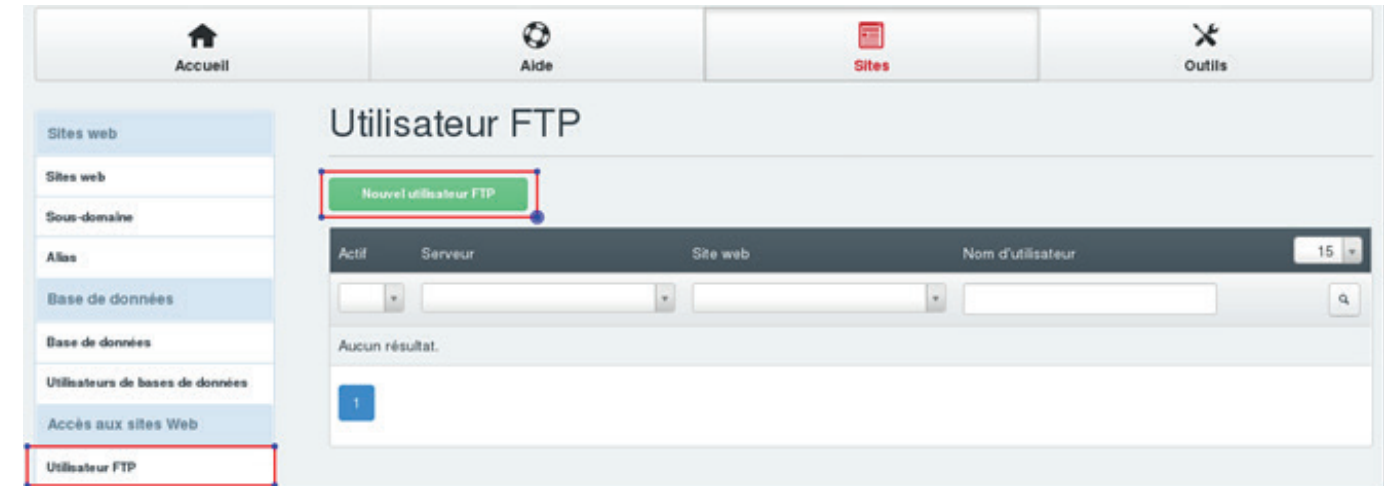 Accueil Aide Sites Outils
Sites web
Sites web
Sous-domaine
Alias
Base de données
Base de données
Utilisateurs de bases de données
Accès aux sites Web
Utilisateur FTP
Utilisateur FTP
Nouvel utilisateur FTP
Actif Serveur Site web Nom d'utilisateur 15
Aucun résultat.
1